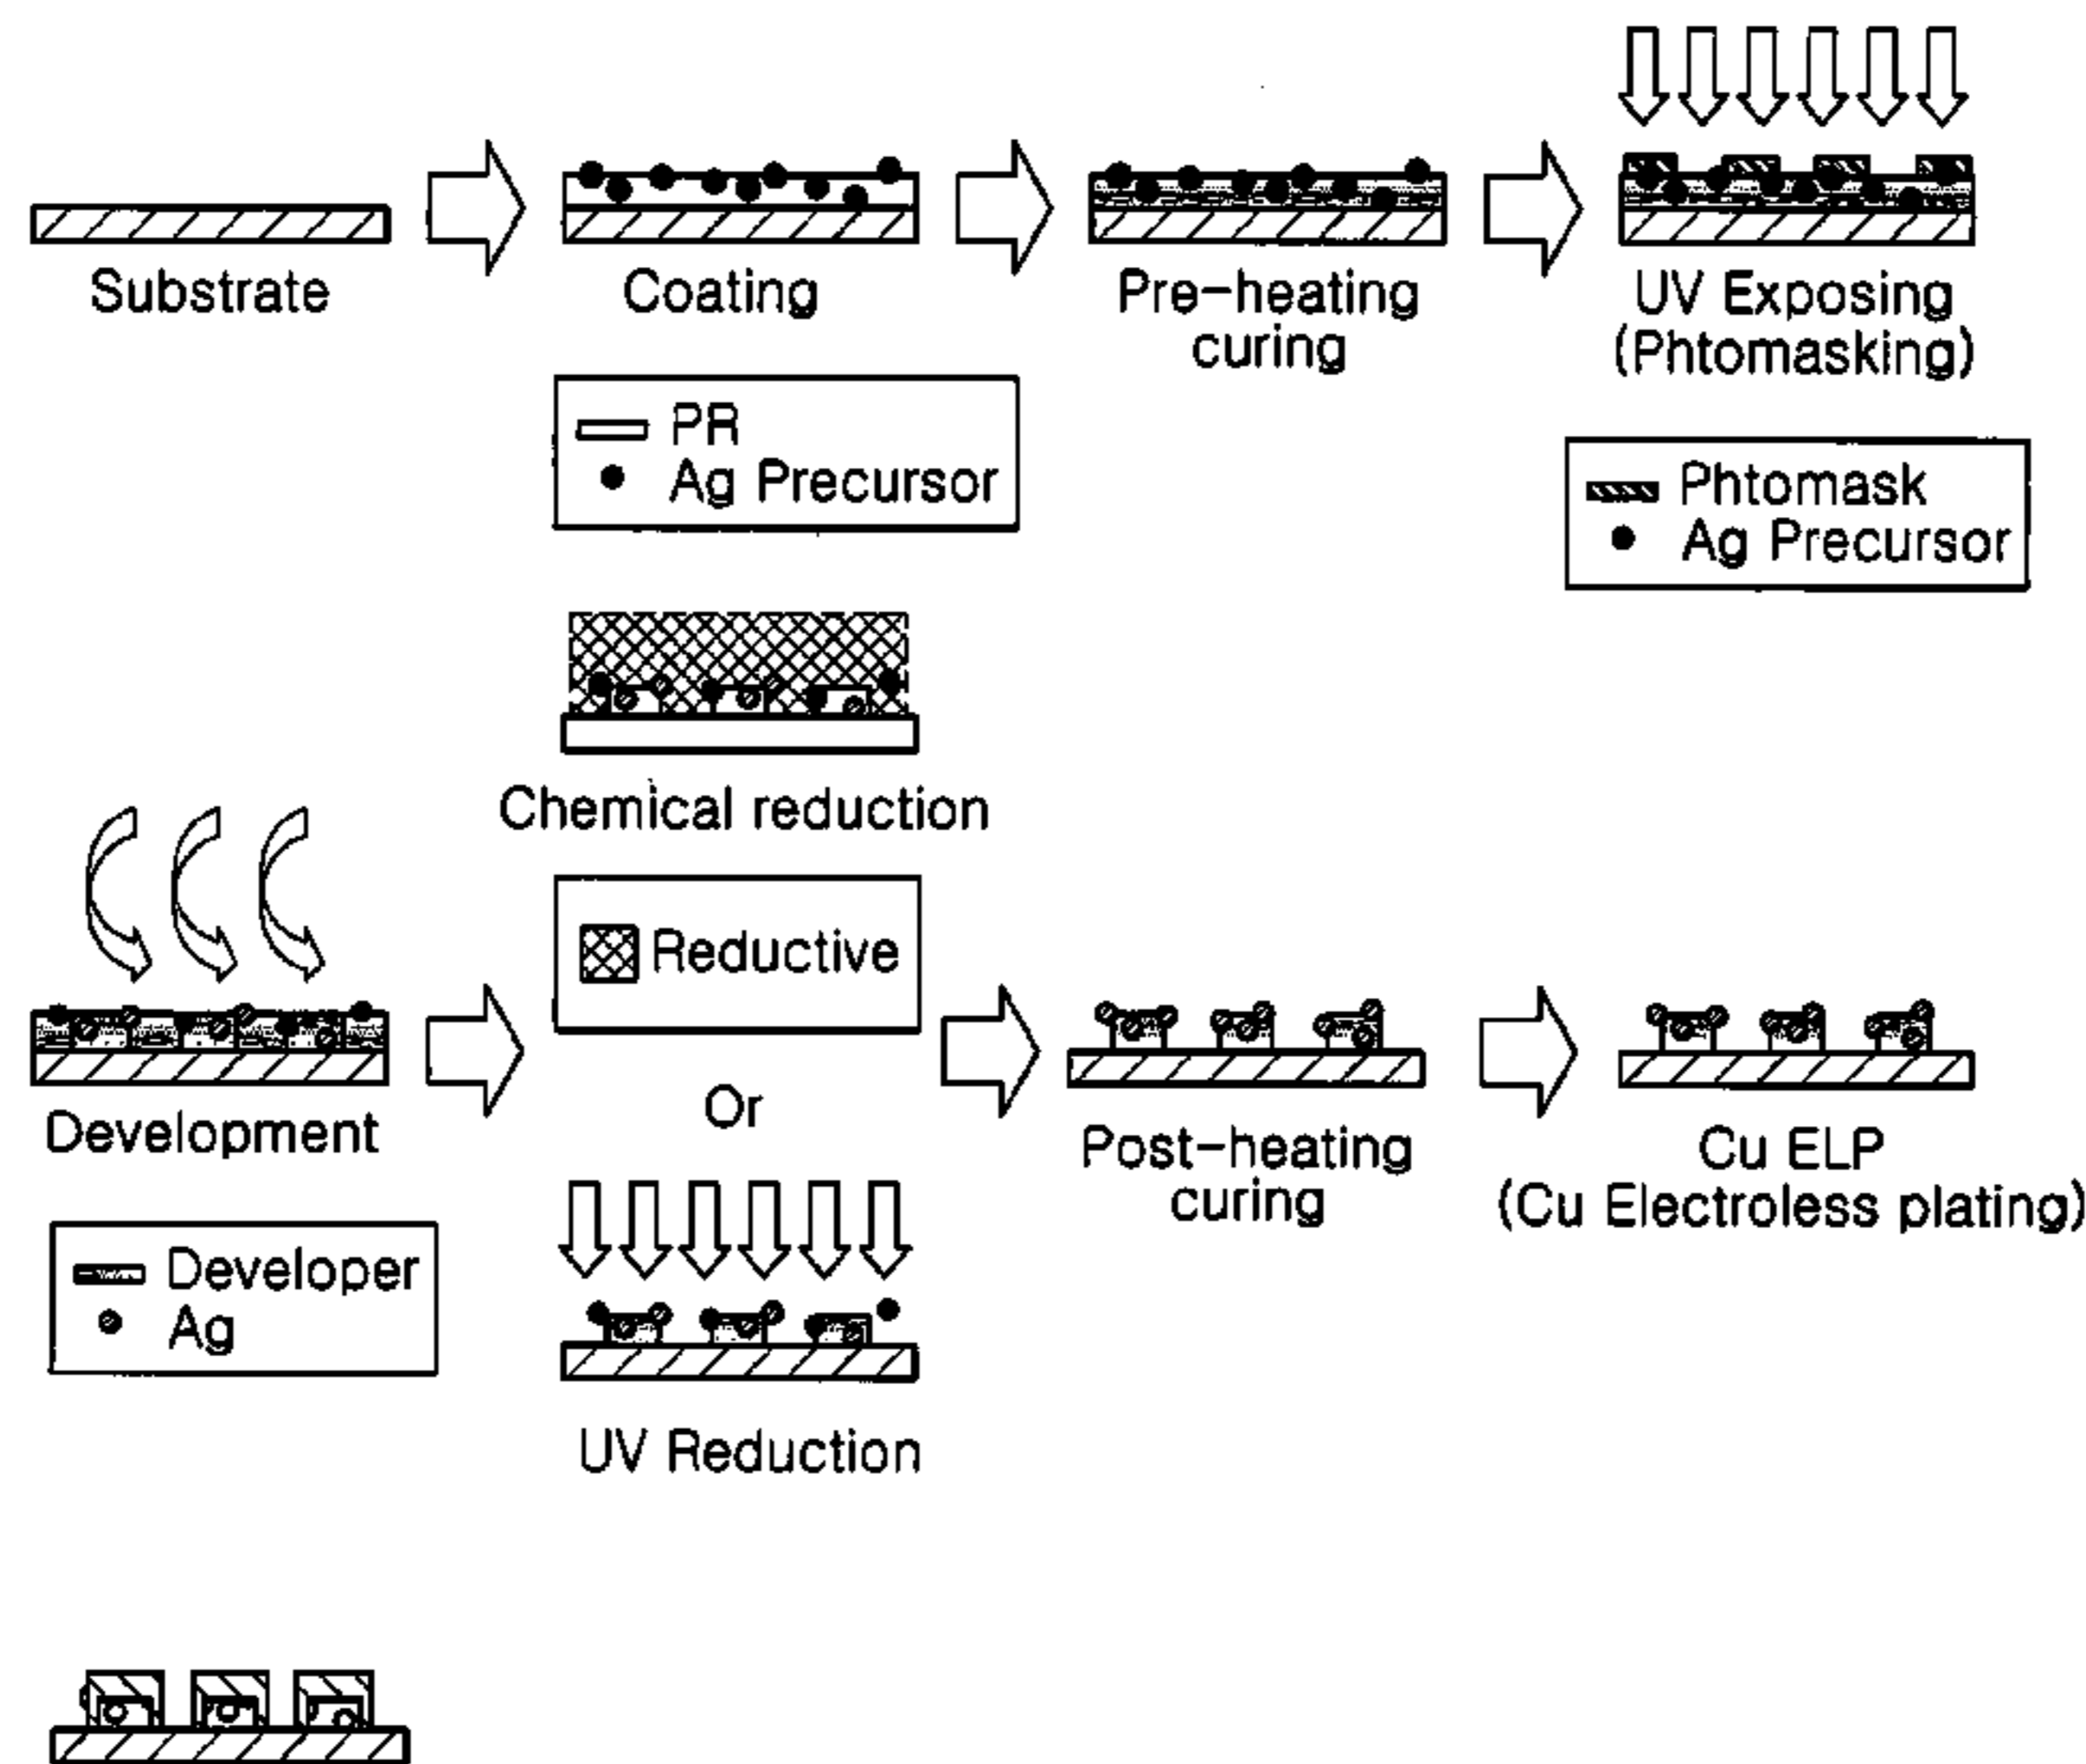 Substrate
Coating
Pre-heating
curing
UV Exposing
(Phtomasking)
PR
Ag Precursor
Phtomask
Ag Precursor
Chemical reduction
Reductive
Or
Development
Developer
Ag
UV Reduction
Post-heating
curing
Cu ELP
(Cu Electroless plating)